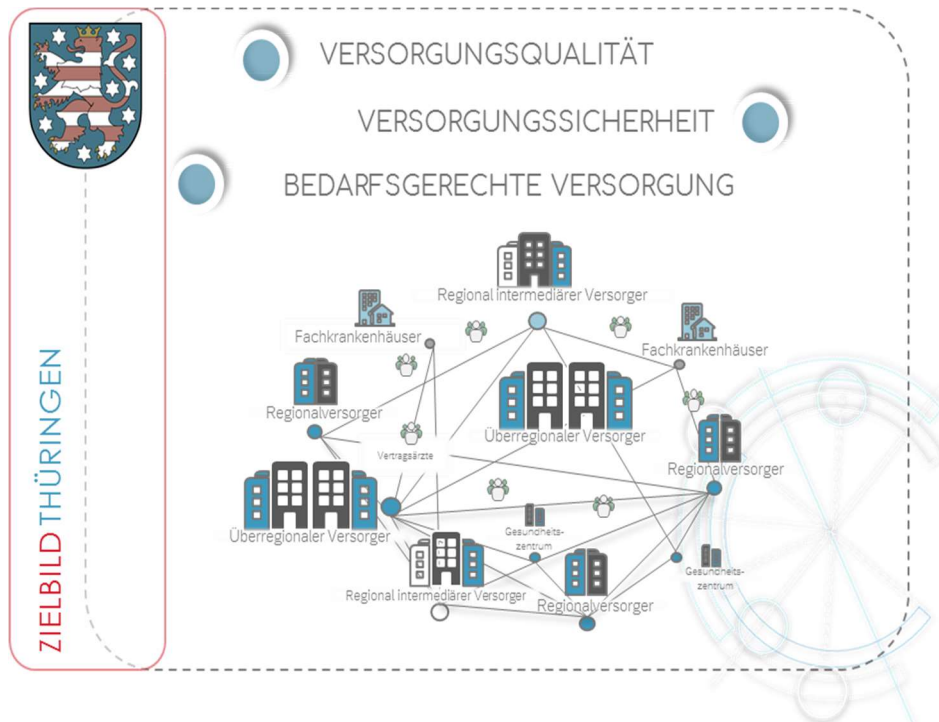 VERSORGUNGSQUALITÄT
VERSORGUNGSSICHERHEIT
BEDARFSGERECHTE VERSORGUNG
ZIELBILD THÜRINGEN
Regional intermediärer Versorger
Fachkrankenhäuser
Fachkrankenhäuser
Regionalversorger
Überregionaler Versorger
Vertragsärzte
Regionalversorger
Überregionaler Versorger
Gesundheits-
zentrum
Gesundheits-
zentrum
Regional intermediärer Versorger
Regionalversorger